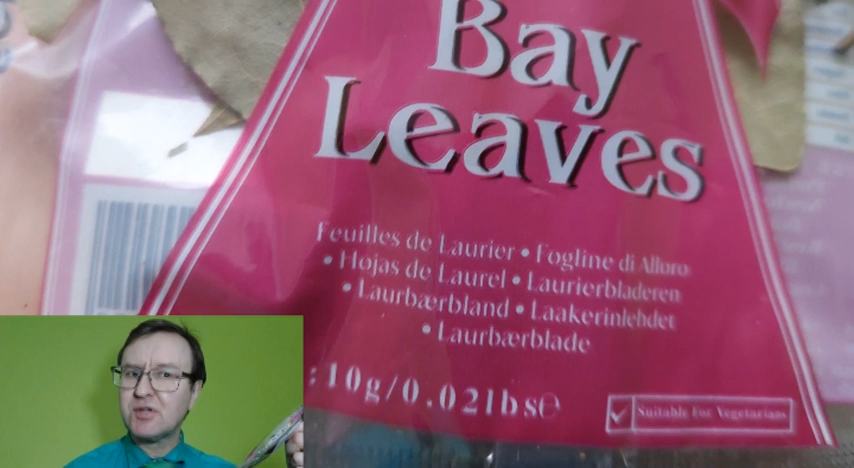 Bay
Leaves
Feuilles de Laurier • Fogline di Alluro
• Hojas de Laurel • Laurierbladeren
• Laurbærbland • Laakerinlehdet
• Laurbærblade
:10g/0.02lbs℮
Suitable For Vegetarians